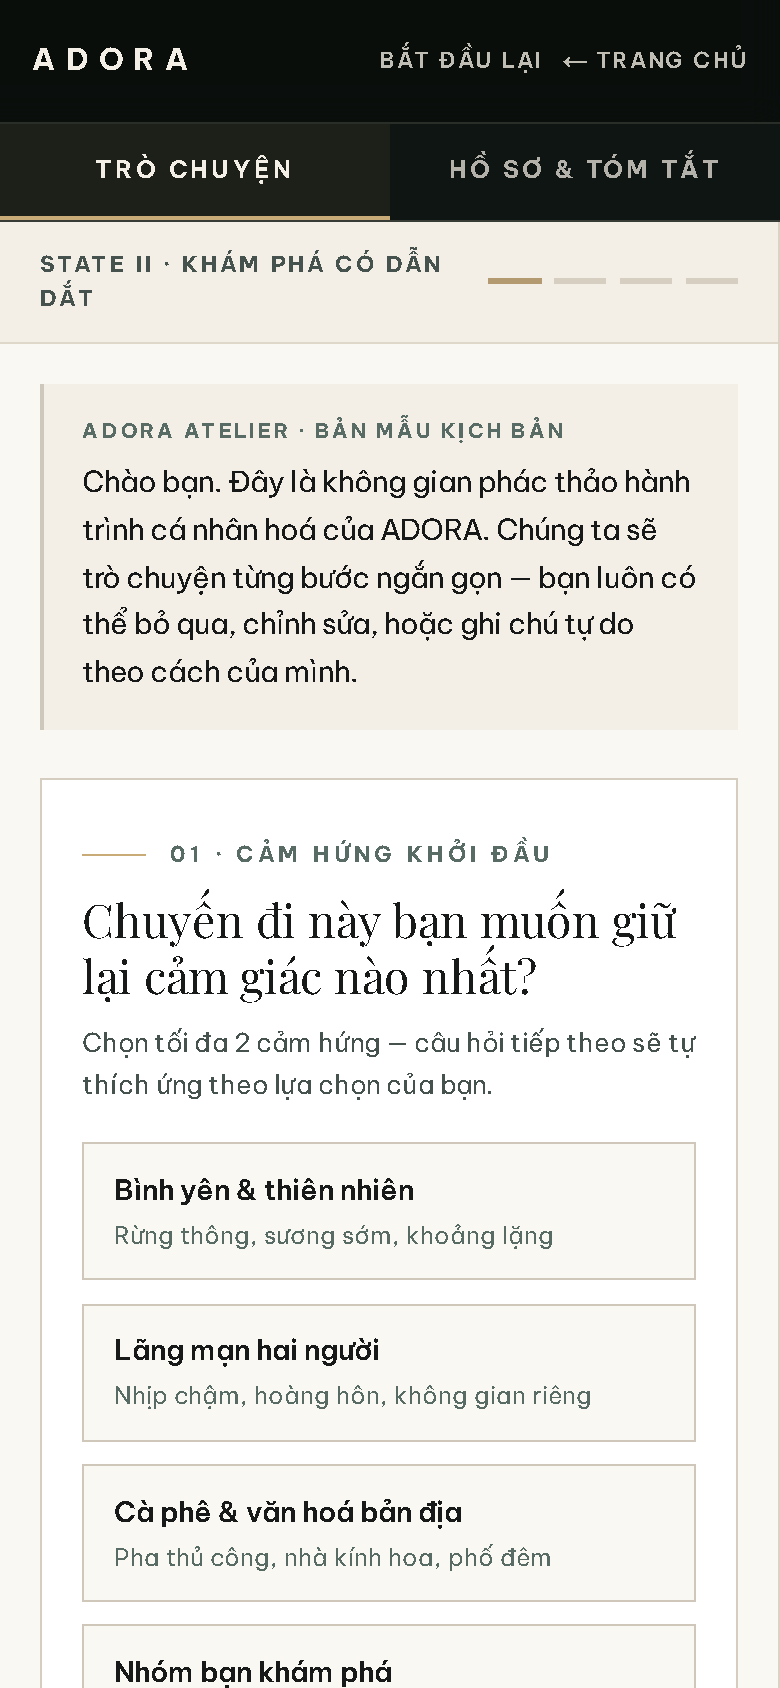 ADORA
BẮT ĐẦU LẠI ← TRANG CHỦ
TRÒ CHUYỆN
HỒ SƠ & TÓM TẮT
STATE II · KHÁM PHÁ CÓ DẪN
DẮT
ADORA ATELIER · BẢN MẪU KỊCH BẢN
Chào bạn. Đây là không gian phác thảo hành
trình cá nhân hoá của ADORA. Chúng ta sẽ
trò chuyện từng bước ngắn gọn — bạn luôn có
thể bỏ qua, chỉnh sửa, hoặc ghi chú tự do
theo cách của mình.
01 · CẢM HỨNG KHỞI ĐẦU
Chuyến đi này bạn muốn giữ
lại cảm giác nào nhất?
Chọn tối đa 2 cảm hứng — câu hỏi tiếp theo sẽ tự
thích ứng theo lựa chọn của bạn.
Bình yên & thiên nhiên
Rừng thông, sương sớm, khoảng lặng
Lãng mạn hai người
Nhịp chậm, hoàng hôn, không gian riêng
Cà phê & văn hoá bản địa
Pha thủ công, nhà kính hoa, phố đêm
Nhóm bạn khám phá